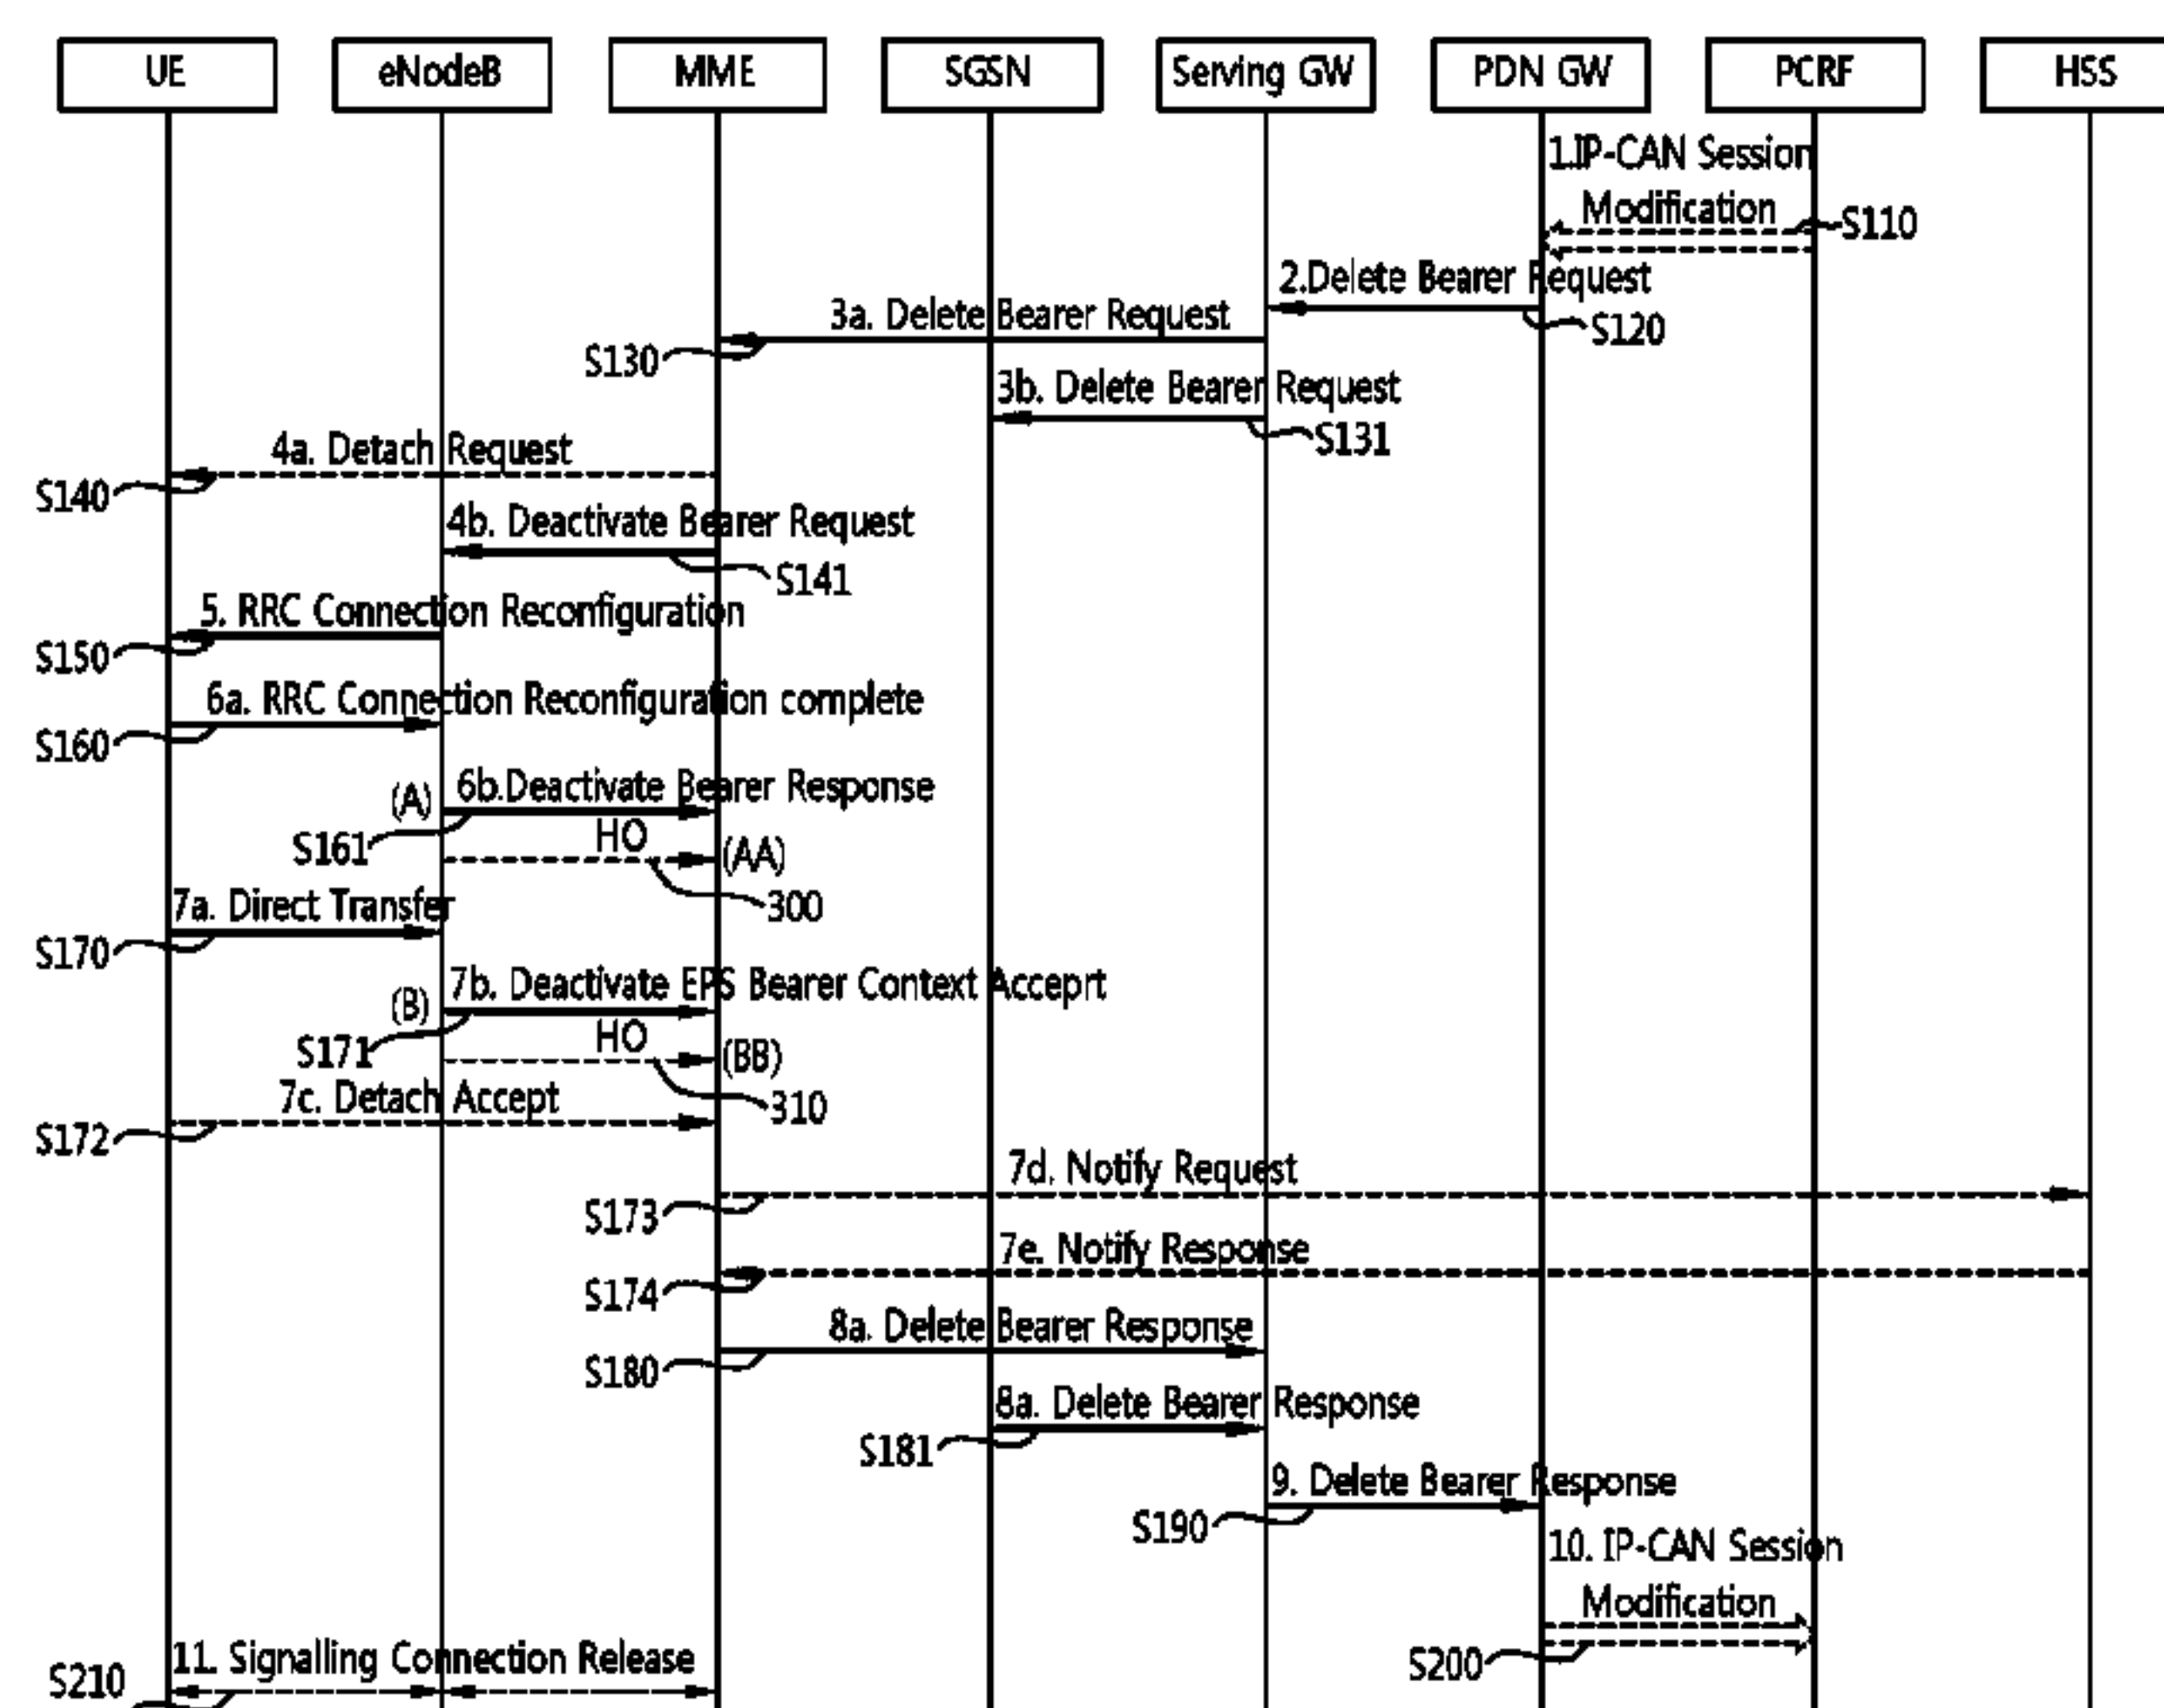 UE eNodeB MME SGSN Serving GW PDN GW PCRF HSS
1.IP-CAN Session
Modification
S110
2.Delete Bearer Request
S120
3a. Delete Bearer Request
S130
3b. Delete Bearer Request
S131
4a. Detach Request
S140
4b. Deactivate Bearer Request
S141
5. RRC Connection Reconfiguration
S150
6a. RRC Connection Reconfiguration complete
S160
(A) 6b.Deactivate Bearer Response
S161
HO (AA)
300
7a. Direct Transfer
S170
(B) 7b. Deactivate EPS Bearer Context Acceprt
S171
HO (BB)
310
7c. Detach Accept
S172
7d. Notify Request
S173
7e. Notify Response
S174
8a. Delete Bearer Response
S180
8a. Delete Bearer Response
S181
9. Delete Bearer Response
S190
10. IP-CAN Session
Modification
S200
11. Signalling Connection Release
S210